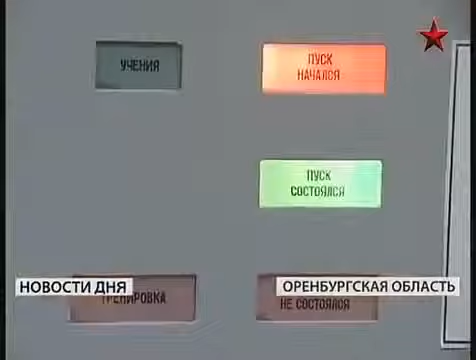 УЧЕНИЯ
ПУСК
НАЧАЛСЯ
ПУСК
СОСТОЯЛСЯ
НОВОСТИ ДНЯ
ОРЕНБУРГСКАЯ ОБЛАСТЬ
ТРЕНИРОВКА
НЕ СОСТОЯЛСЯ